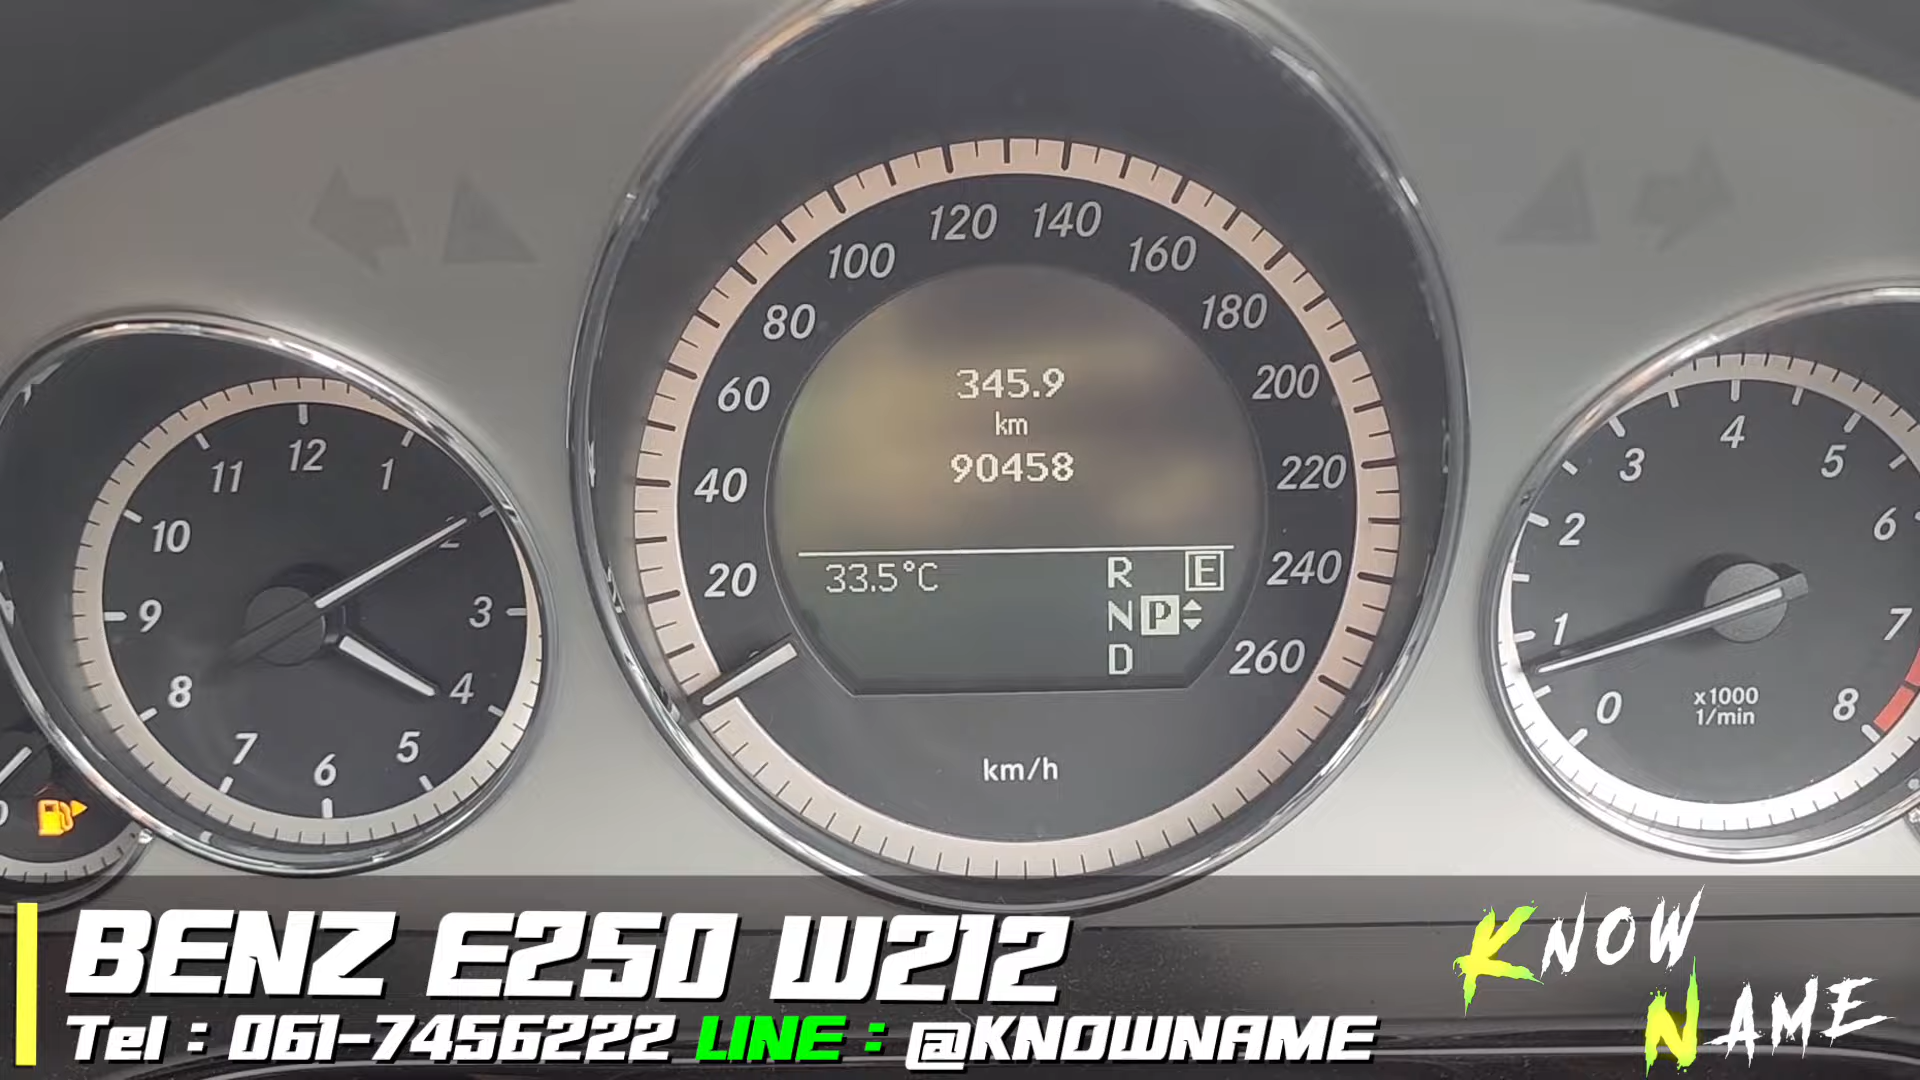 120 140
100 160
80 180
60 200
40 220
20 240
260
345.9
km
90458
33.5°C
R E
N P
D
km/h
12
11 1
10 2
9 3
8 4
7 5
6
4
3 5
2 6
1 7
0 8
x1000
1/min
0
BENZ E250 W212
Tel : 061-7456222 LINE : @KNOWNAME
KNOW
NAME